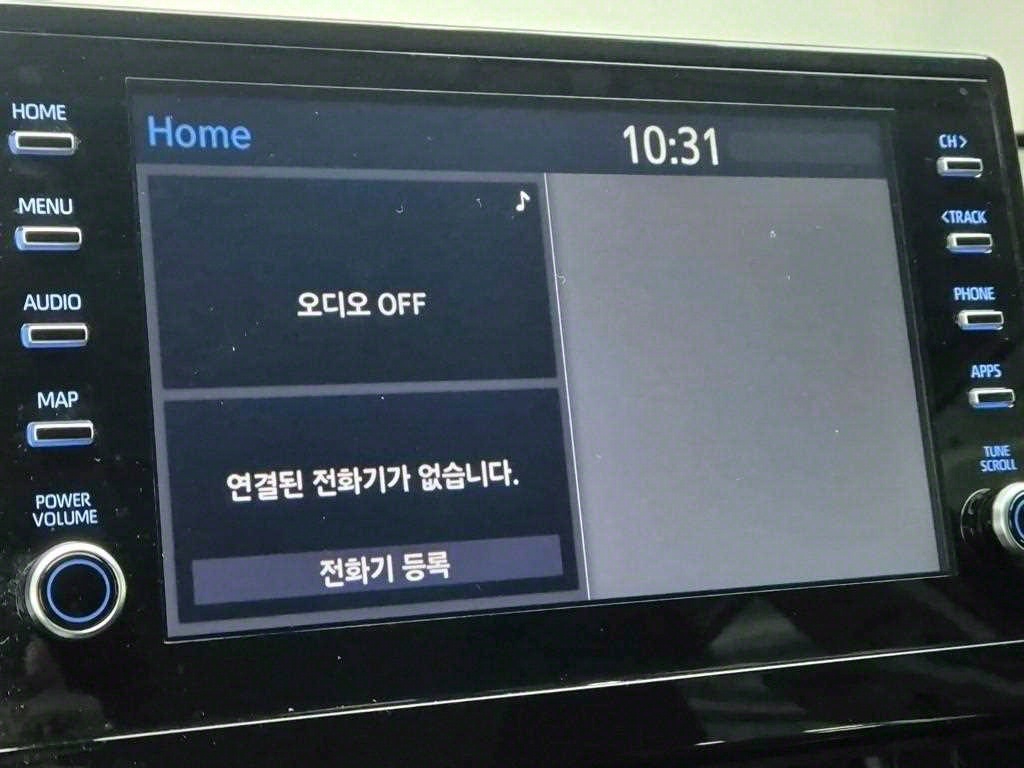 HOME
MENU
AUDIO
MAP
POWER
VOLUME
Home
10:31
오디오 OFF
연결된 전화기가 없습니다.
전화기 등록
CH>
<TRACK
PHONE
APPS
TUNE
SCROLL